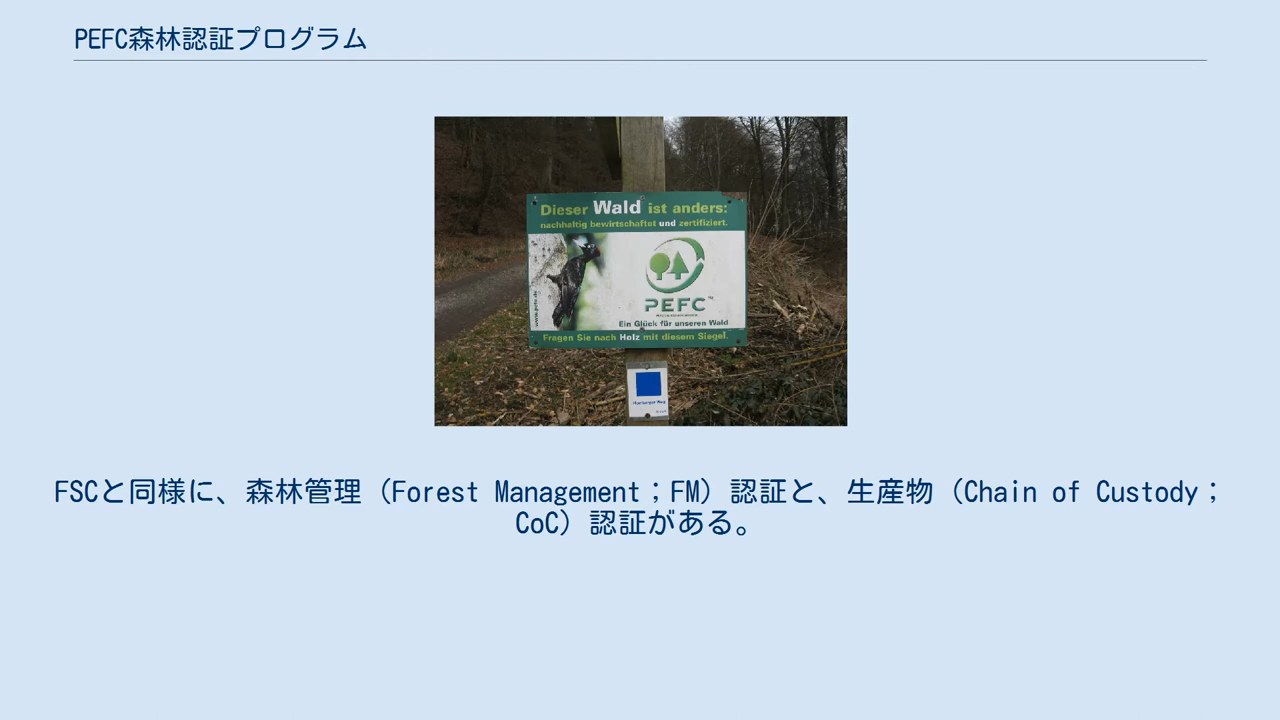 PEFC森林認証プログラム
Dieser Wald ist anders:
nachhaltig bewirtschaftet und zertifiziert.
www.pefc.de
PEFC™
Ein Glück für unseren Wald
Fragen Sie nach Holz mit diesem Siegel.
FSCと同様に、森林管理（Forest Management；FM）認証と、生産物（Chain of Custody；
CoC）認証がある。